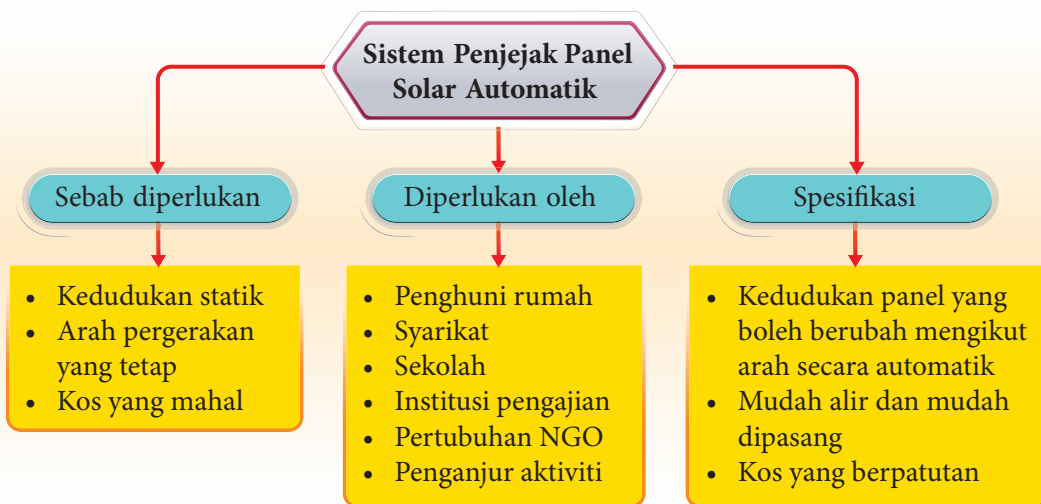 Sistem Penjejak Panel
Solar Automatik
Sebab diperlukan
• Kedudukan statik
• Arah pergerakan
yang tetap
• Kos yang mahal
Diperlukan oleh
• Penghuni rumah
• Syarikat
• Sekolah
• Institusi pengajian
• Pertubuhan NGO
• Penganjur aktiviti
Spesifikasi
• Kedudukan panel yang
boleh berubah mengikut
arah secara automatik
• Mudah alir dan mudah
dipasang
• Kos yang berpatutan